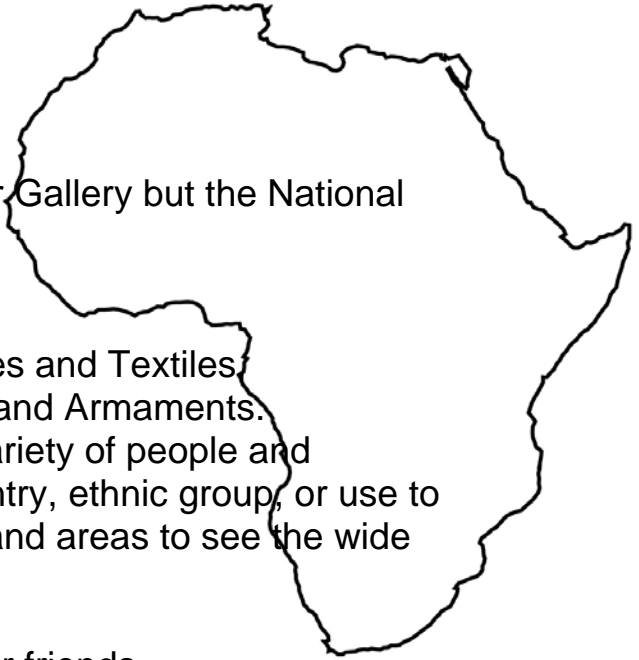 Gallery but the National
es and Textiles,
and Armaments.
ariety of people and
ntry, ethnic group, or use to
and areas to see the wide
r friends